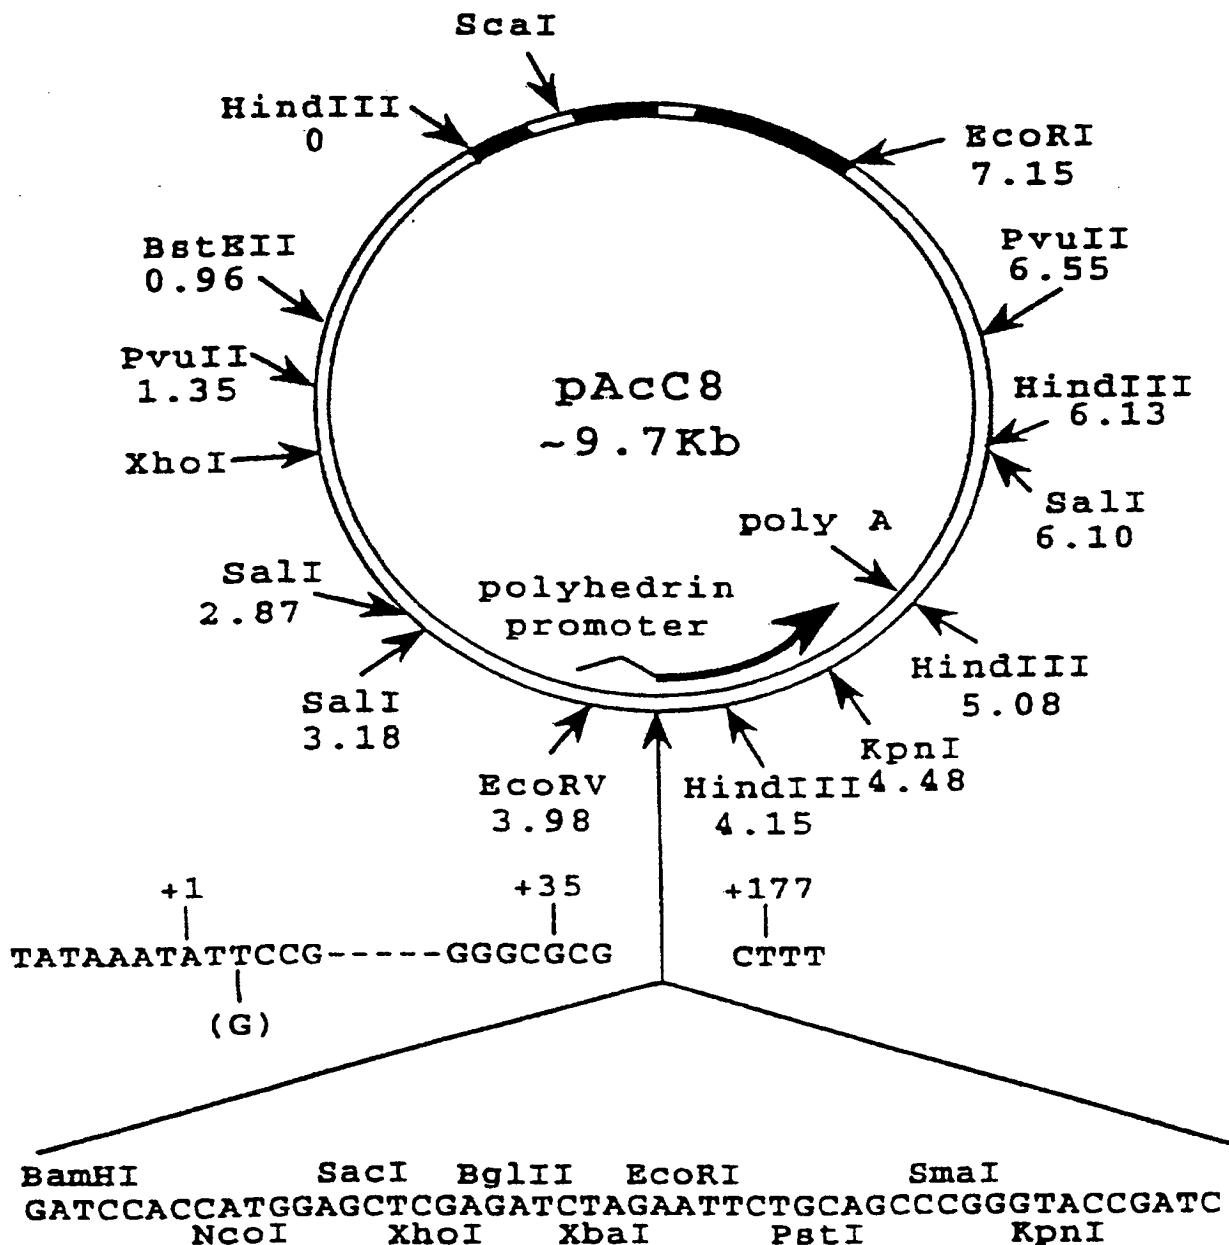 ScaI
HindIII
0
EcoRI
7.15
BstEII
0.96
PvuII
6.55
PvuII
1.35
pAcC8
~9.7Kb
HindIII
6.13
XhoI
SalI
6.10
poly A
SalI
2.87
polyhedrin
promoter
SalI
3.18
HindIII
5.08
KpnI
4.48
EcoRV
3.98
HindIII
4.15
+1
+35
+177
TATAAATATTCCG-----GGGCGCG
CTTT
(G)
BamHI SacI BglII EcoRI SmaI
GATCCACCATGGAGCTCGAGATCTAGAATTCTGCAGCCCGGGTACCGATC
NcoI XhoI XbaI PstI KpnI